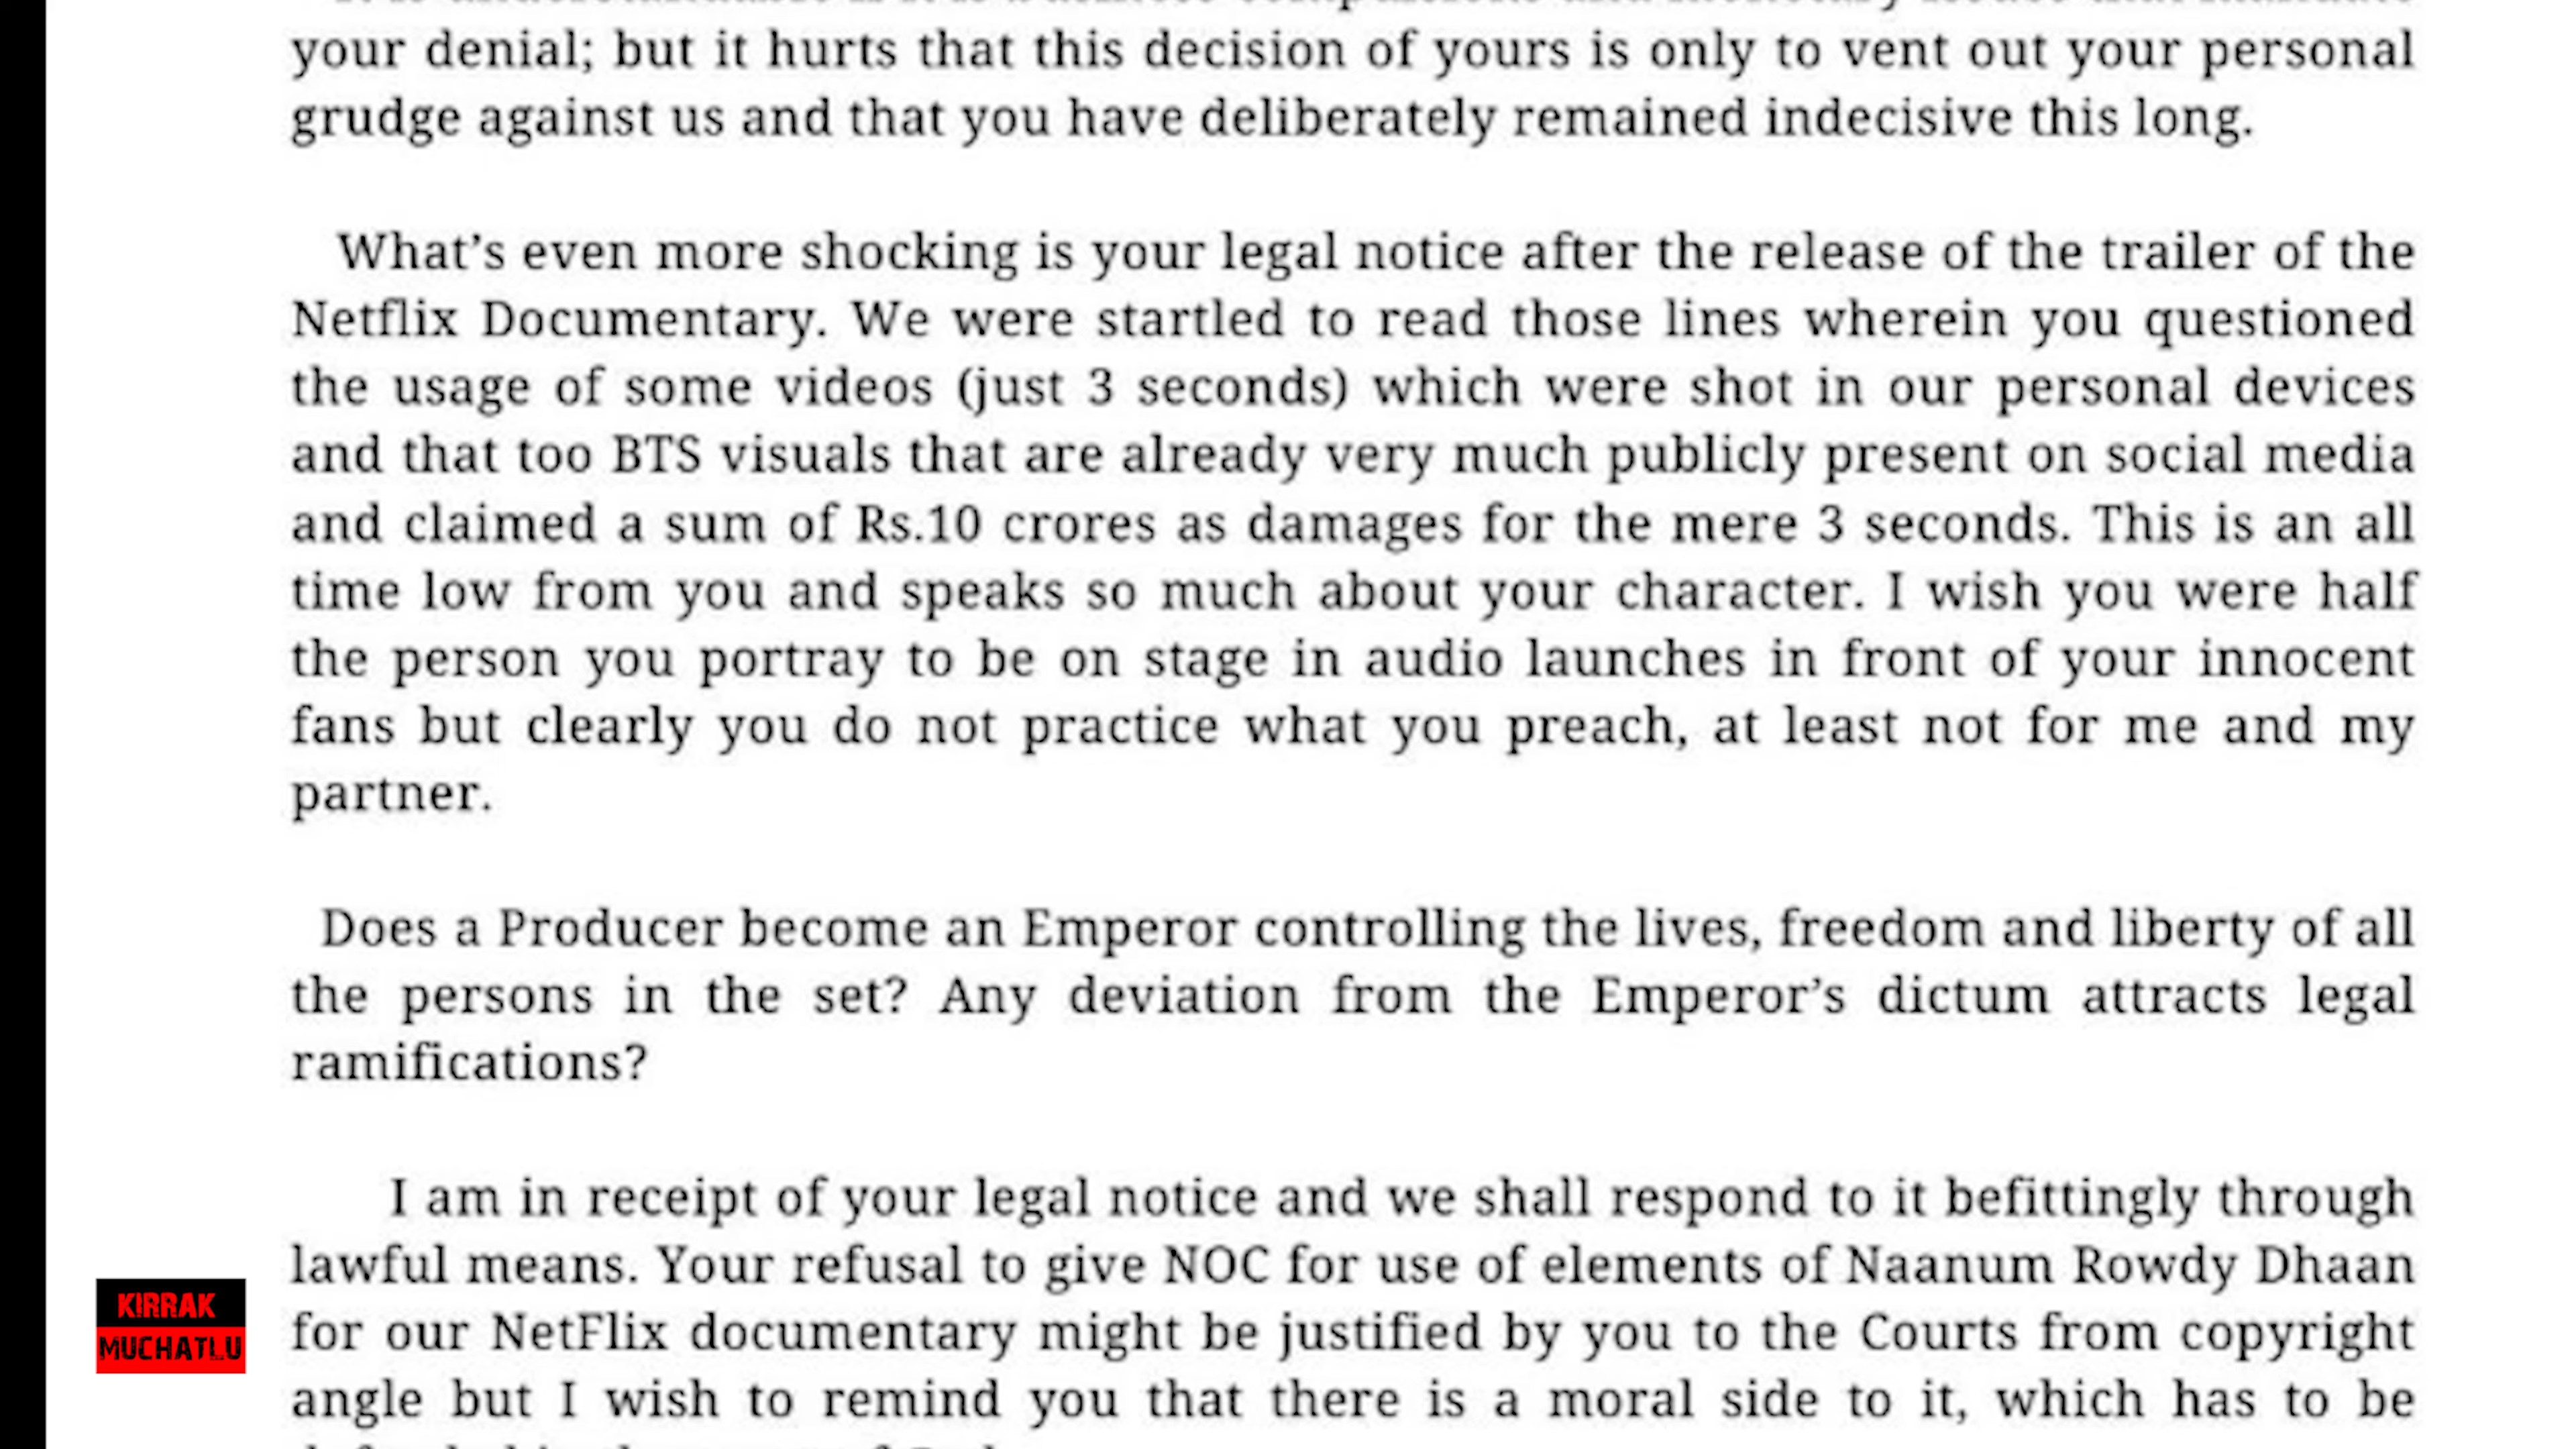 your denial; but it hurts that this decision of yours is only to vent out your personal
grudge against us and that you have deliberately remained indecisive this long.
What's even more shocking is your legal notice after the release of the trailer of the
Netflix Documentary. We were startled to read those lines wherein you questioned
the usage of some videos (just 3 seconds) which were shot in our personal devices
and that too BTS visuals that are already very much publicly present on social media
and claimed a sum of Rs.10 crores as damages for the mere 3 seconds. This is an all
time low from you and speaks so much about your character. I wish you were half
the person you portray to be on stage in audio launches in front of your innocent
fans but clearly you do not practice what you preach, at least not for me and my
partner.
Does a Producer become an Emperor controlling the lives, freedom and liberty of all
the persons in the set? Any deviation from the Emperor's dictum attracts legal
ramifications?
I am in receipt of your legal notice and we shall respond to it befittingly through
lawful means. Your refusal to give NOC for use of elements of Naanum Rowdy Dhaan
for our NetFlix documentary might be justified by you to the Courts from copyright
angle but I wish to remind you that there is a moral side to it, which has to be
KIRRAK
MUCHATLU